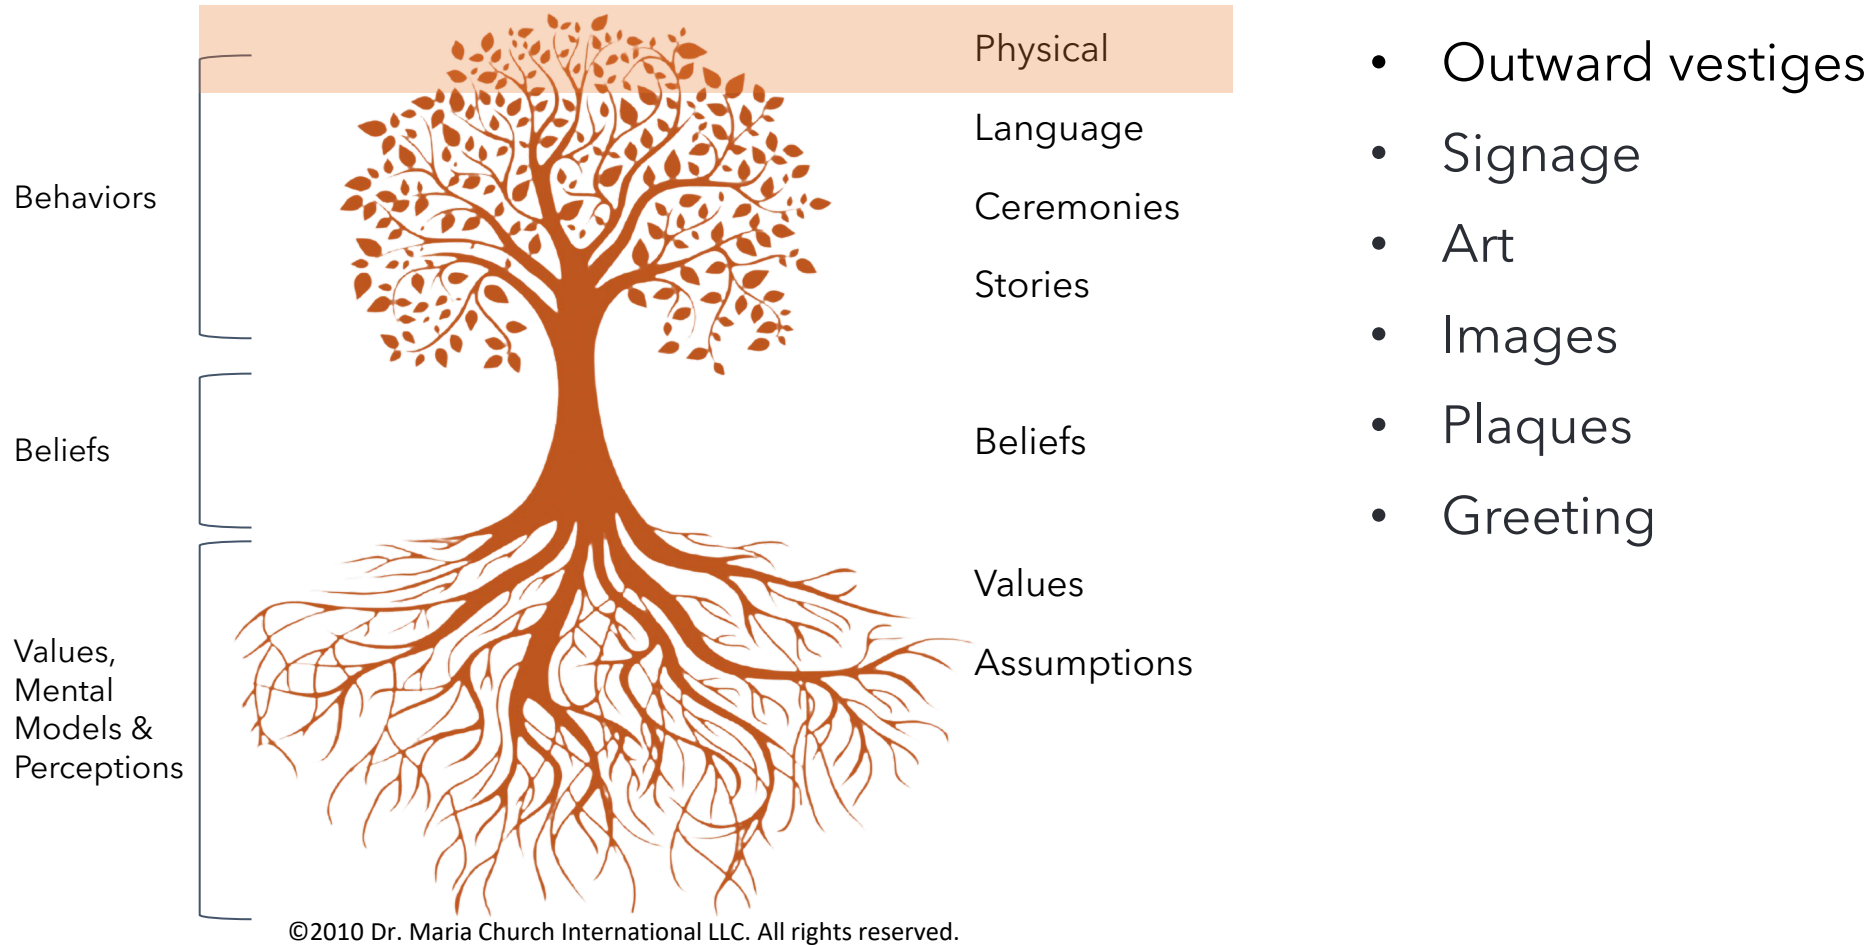 Behaviors
Beliefs
Values,
Mental
Models &
Perceptions
Physical
Language
Ceremonies
Stories
Beliefs
Values
Assumptions
• Outward vestiges
• Signage
• Art
• Images
• Plaques
• Greeting
©2010 Dr. Maria Church International LLC. All rights reserved.